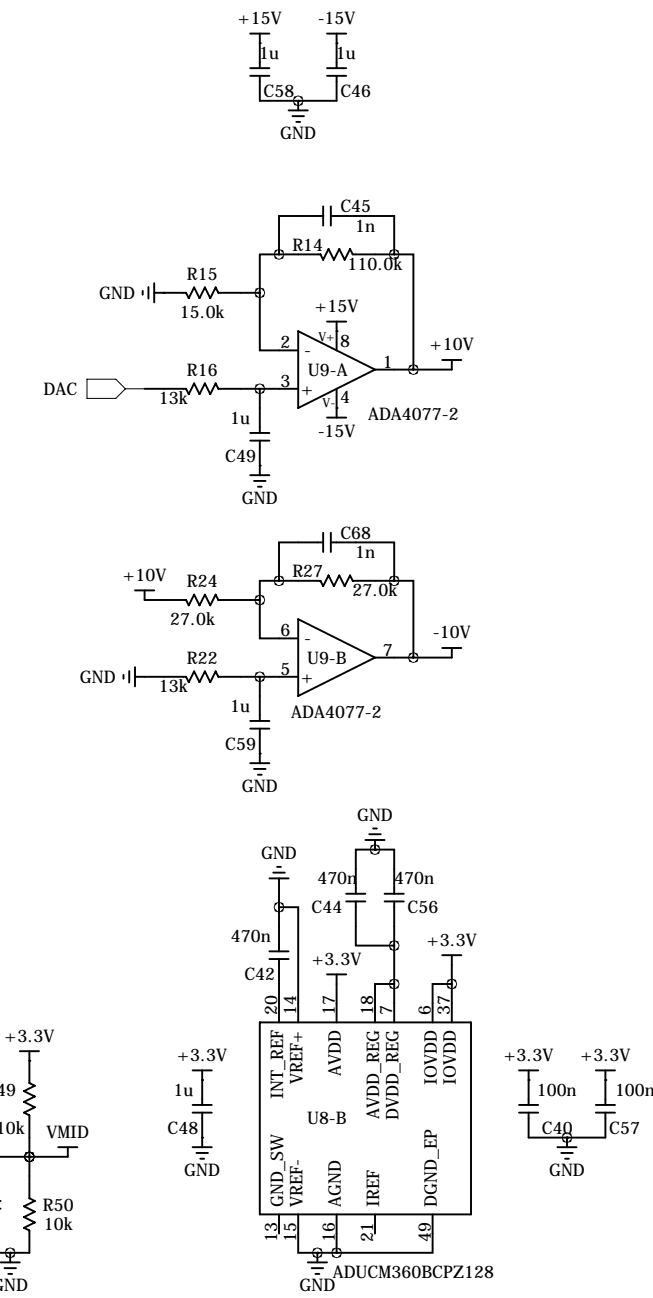 +15V -15V
1u 1u
C58 C46
GND
C45
1n
R14
110.0k
R15
GND
15.0k
+15V
V+ 8
2 -
U9-A 1 +10V
R16
DAC
13k
3 +
V- 4
1u
-15V
ADA4077-2
C49
GND
C68
1n
+10V R24
R27
27.0k
27.0k
6 -
U9-B 7 -10V
R22
GND
13k
5 +
1u
ADA4077-2
C59
GND
GND
GND
470n 470n
C44 C56
470n
+3.3V
C42
+3.3V
20 14 17 18 7 6 37
INT_REF VREF+ AVDD AVDD_REG DVDD_REG IOVDD IOVDD
+3.3V
+3.3V
+3.3V +3.3V
49
1u
100n 100n
10k VMID
C48
U8-B
C40 C57
GND
GND
GND_SW VREF- AGND IREF DGND_EP
R50
10k
13 15 16 21 49
GND
GND
ADUCM360BCPZ128